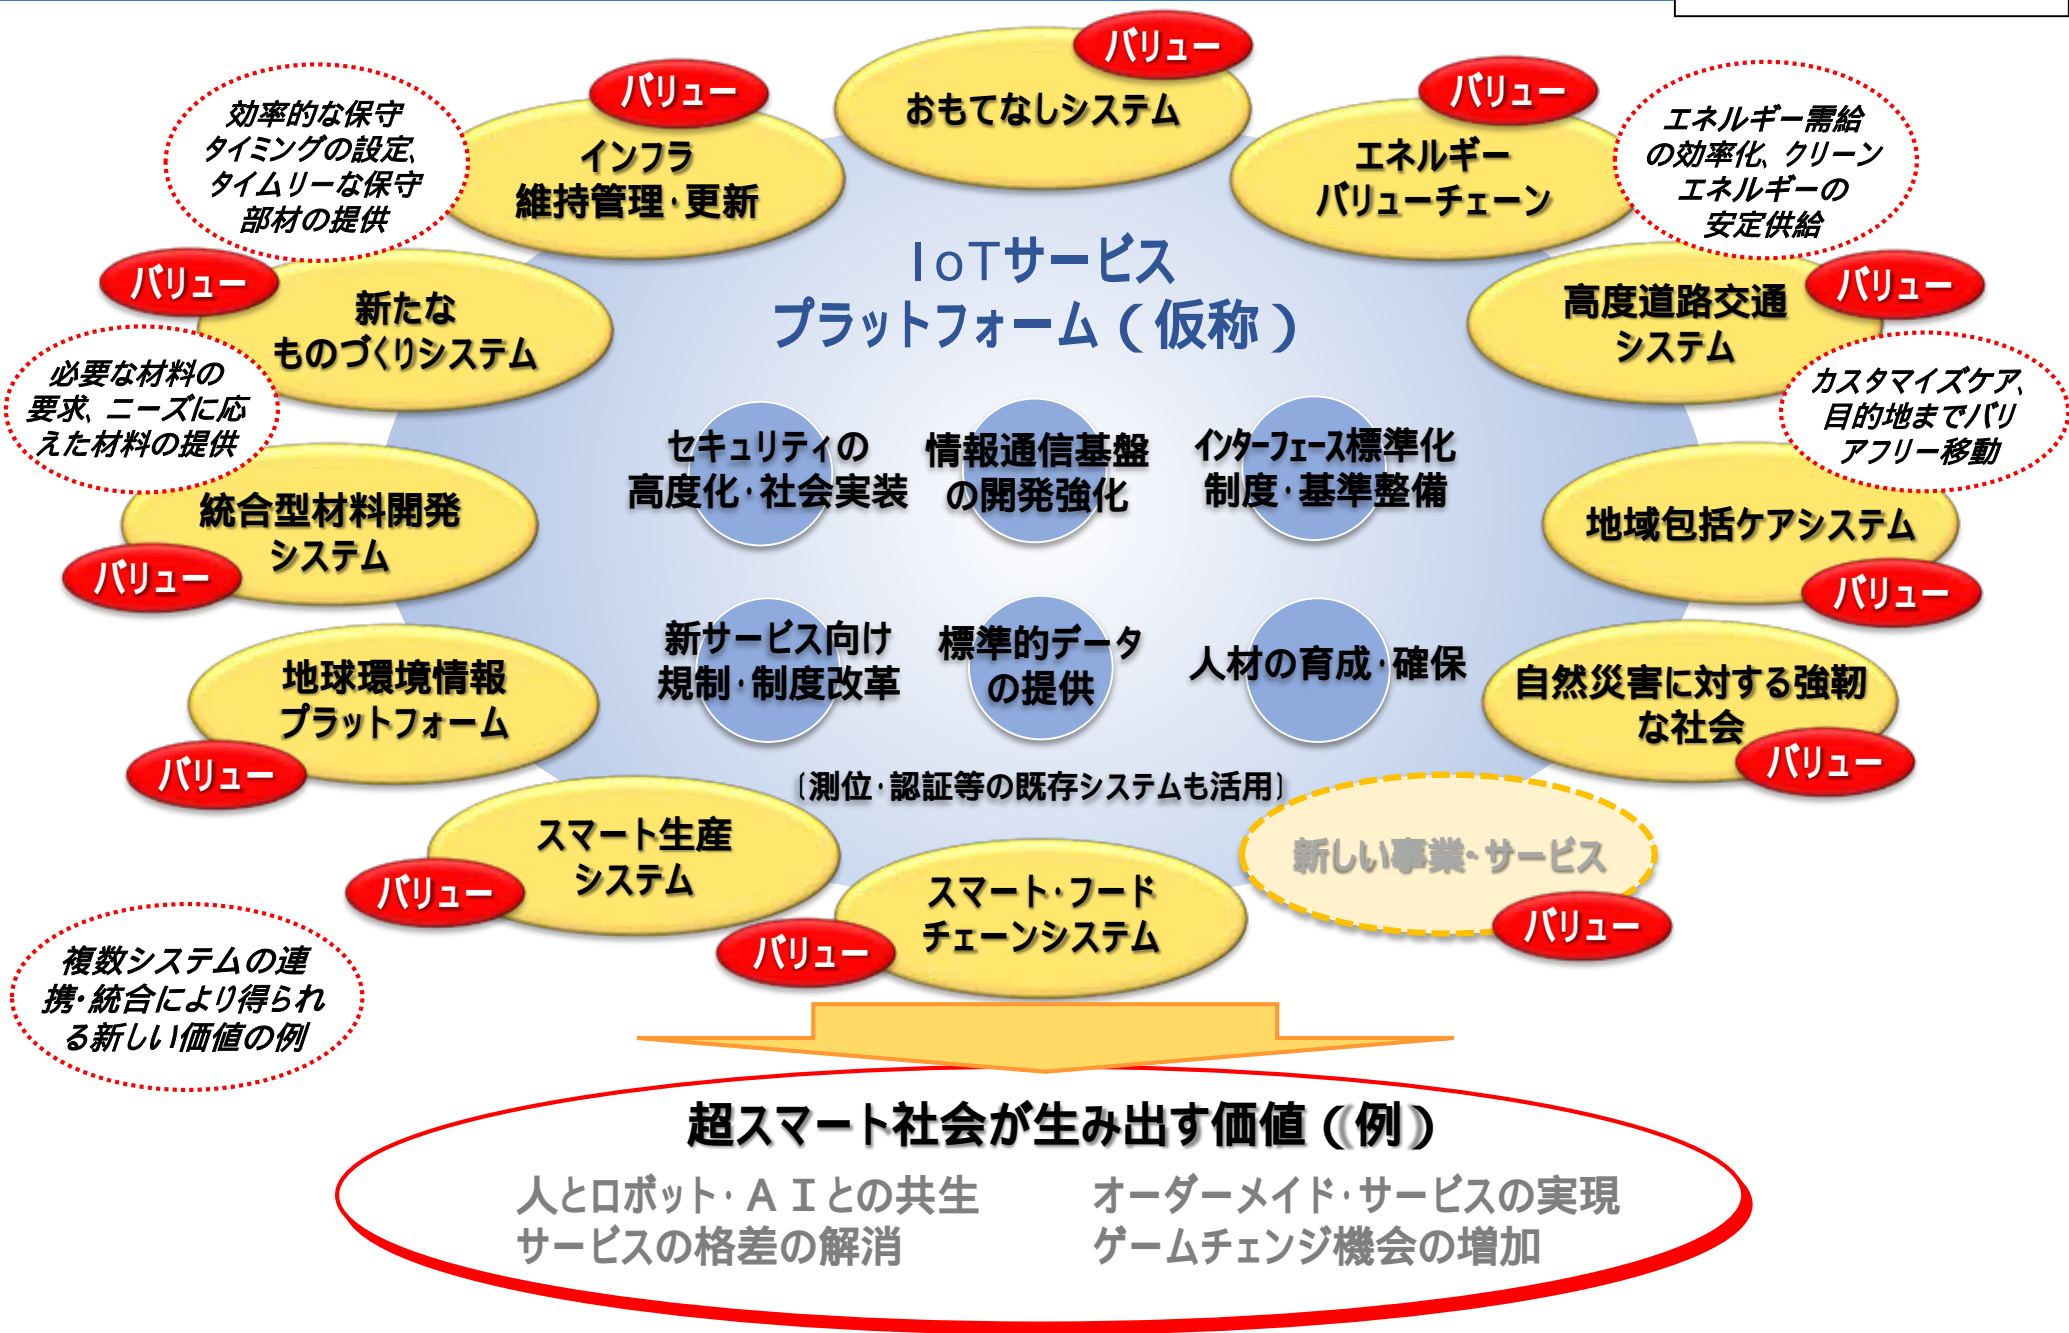 バリュー
おもてなしシステム
バリュー
インフラ
維持管理・更新
バリュー
エネルギー
バリューチェーン
効率的な保守
タイミングの設定、
タイムリーな保守
部材の提供
エネルギー需給
の効率化、クリーン
エネルギーの
安定供給
バリュー
新たな
ものづくりシステム
IoTサービス
プラットフォーム（仮称）
バリュー
高度道路交通
システム
必要な材料の
要求、ニーズに応
えた材料の提供
カスタマイズケア、
目的地までバリ
アフリー移動
統合型材料開発
システム
バリュー
セキュリティの
高度化・社会実装
情報通信基盤
の開発強化
インターフェース標準化
制度・基準整備
地域包括ケアシステム
バリュー
地球環境情報
プラットフォーム
バリュー
新サービス向け
規制・制度改革
標準的データ
の提供
人材の育成・確保
自然災害に対する強靭
な社会
バリュー
（測位・認証等の既存システムも活用）
スマート生産
システム
バリュー
スマート・フード
チェーンシステム
バリュー
新しい事業・サービス
バリュー
複数システムの連
携・統合により得られ
る新しい価値の例
超スマート社会が生み出す価値（例）
人とロボット・ＡＩとの共生
オーダーメイド・サービスの実現
サービスの格差の解消
ゲームチェンジ機会の増加